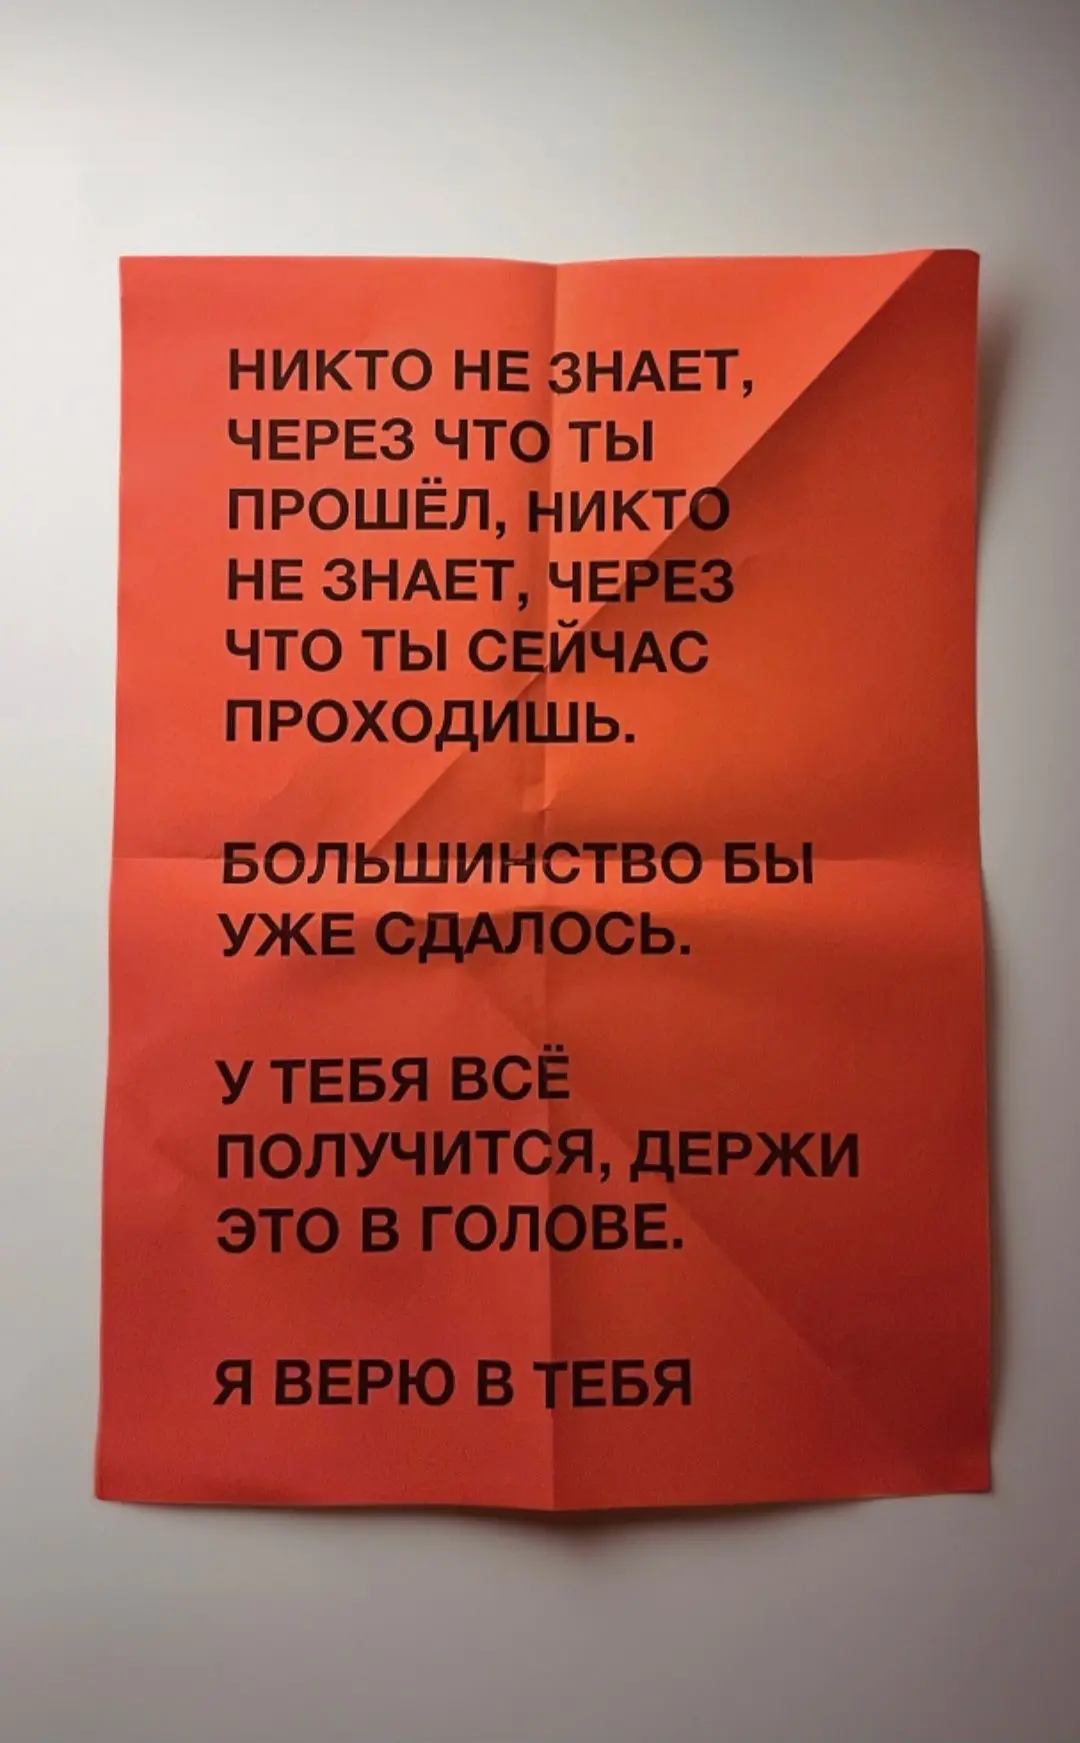 НИКТО НЕ ЗНАЕТ,
ЧЕРЕЗ ЧТО ТЫ
ПРОШЁЛ, НИКТО
НЕ ЗНАЕТ, ЧЕРЕЗ
ЧТО ТЫ СЕЙЧАС
ПРОХОДИШЬ.
БОЛЬШИНСТВО БЫ
УЖЕ СДАЛОСЬ.
У ТЕБЯ ВСЁ
ПОЛУЧИТСЯ, ДЕРЖИ
ЭТО В ГОЛОВЕ.
Я ВЕРЮ В ТЕБЯ